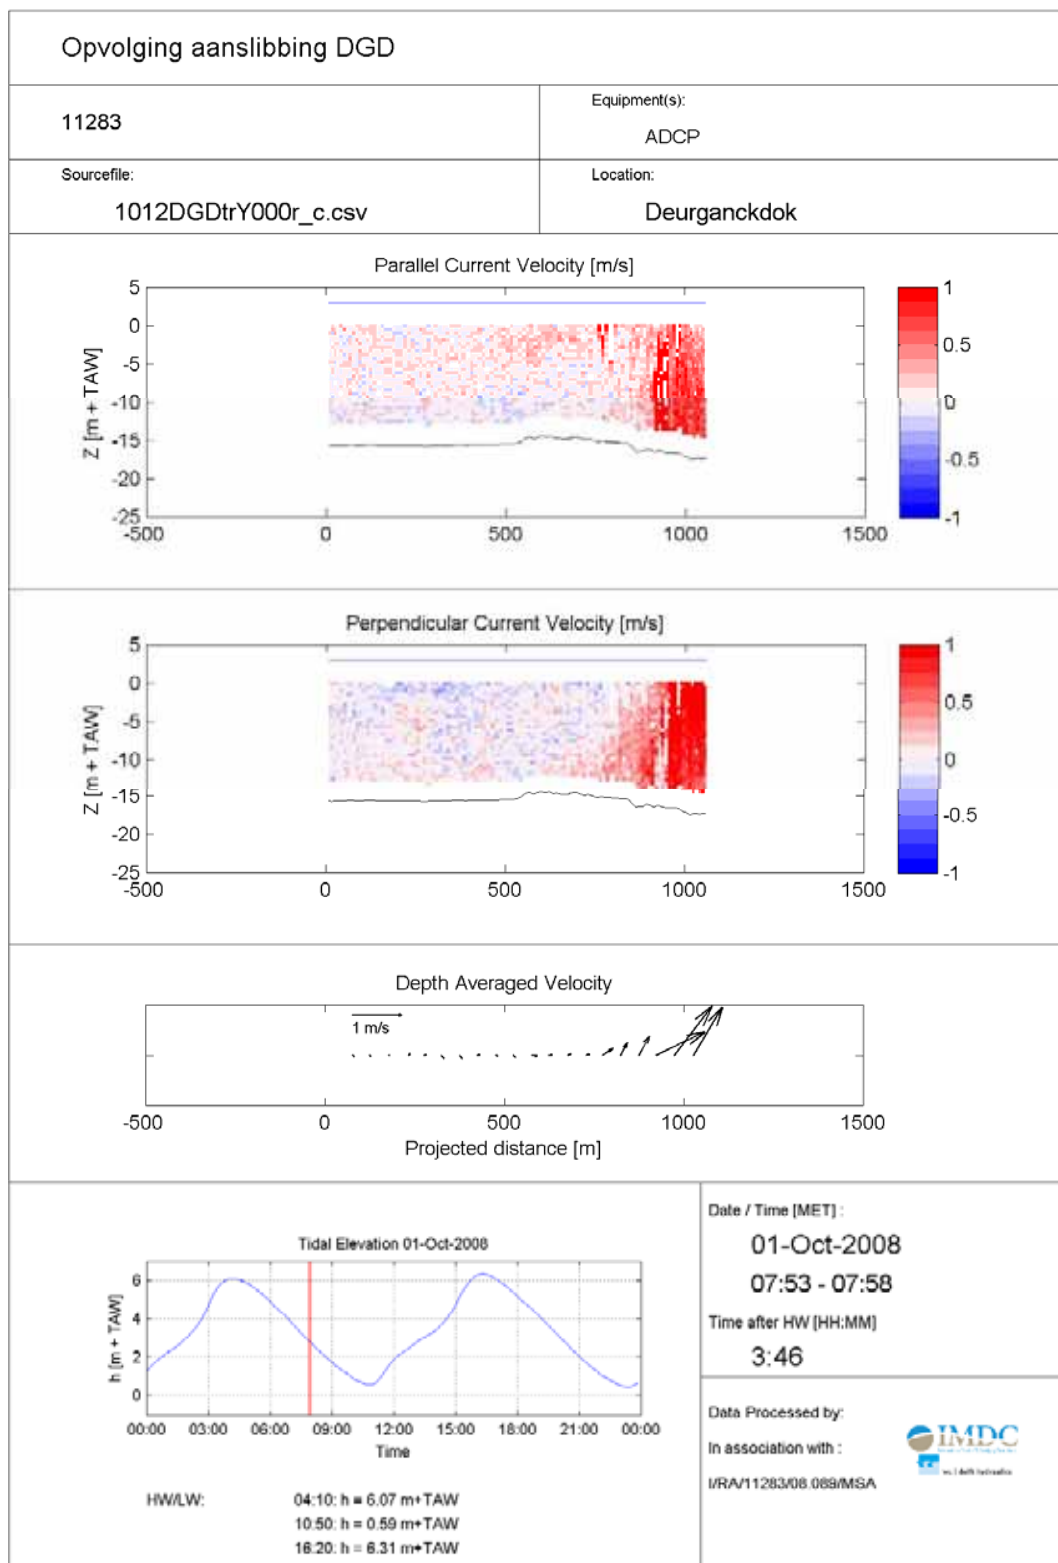 Opvolging aanslibbing DGD
11283
Equipment(s):
ADCP
Sourcefile:
1012DGDtrY000r_c.csv
Location:
Deurganckdok
Parallel Current Velocity [m/s]
5
0
-5
-10
-15
-20
-25
Z [m + TAW]
-500
0
500
1000
1500
1
0.5
0
-0.5
-1
Perpendicular Current Velocity [m/s]
5
0
-5
-10
-15
-20
-25
Z [m + TAW]
-500
0
500
1000
1500
1
0.5
0
-0.5
-1
Depth Averaged Velocity
1 m/s
-500
0
500
1000
1500
Projected distance [m]
Tidal Elevation 01-Oct-2008
6
4
2
0
h [m + TAW]
00:00
03:00
06:00
09:00
12:00
15:00
18:00
21:00
00:00
Time
HW/LW:
04:10: h = 6.07 m+TAW
10:50: h = 0.59 m+TAW
16:20: h = 6.31 m+TAW
Date / Time [MET] :
01-Oct-2008
07:53 - 07:58
Time after HW [HH:MM]
3:46
Data Processed by:
In association with :
I/RA/11283/08.089/MSA
IMDC
wl | delft hydraulics